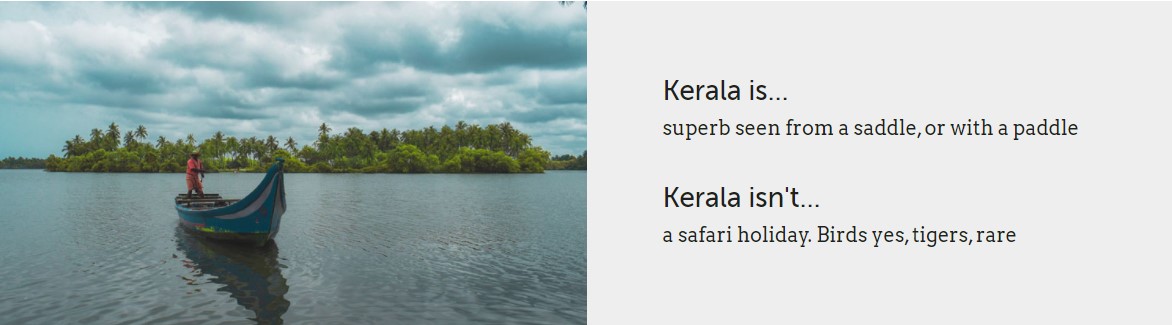 Kerala is...
superb seen from a saddle, or with a paddle
Kerala isn't...
a safari holiday. Birds yes, tigers, rare